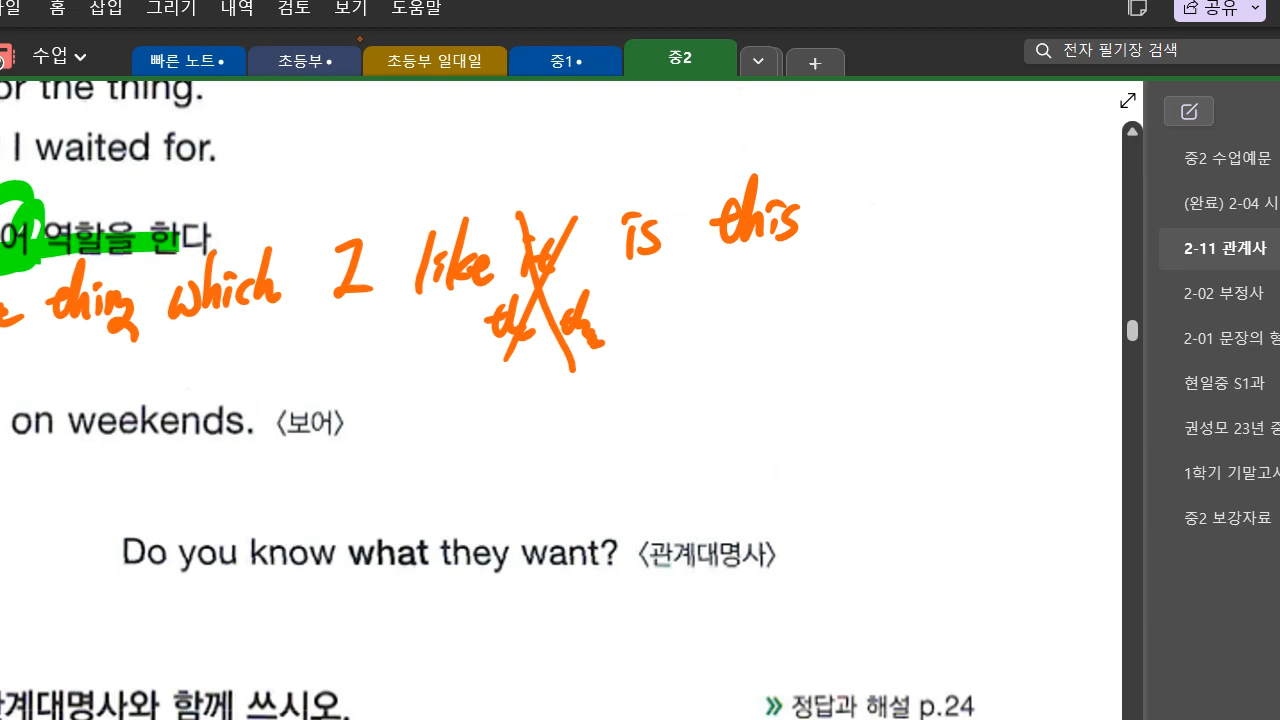 파일 홈 삽입 그리기 내역 검토 보기 도움말 공유
수업 빠른 노트 초등부 초등부 일대일 중1 중2 + 전자 필기장 검색
or the thing.
I waited for.
어 역할을 한다
thing which I like it is this
the th
on weekends. 〈보어〉
Do you know what they want? 〈관계대명사〉
관계대명사와 함께 쓰시오.
» 정답과 해설 p.24
중2 수업예문
(완료) 2-04 시
2-11 관계사
2-02 부정사
2-01 문장의 형
현일중 S1과
권성모 23년 중
1학기 기말고사
중2 보강자료